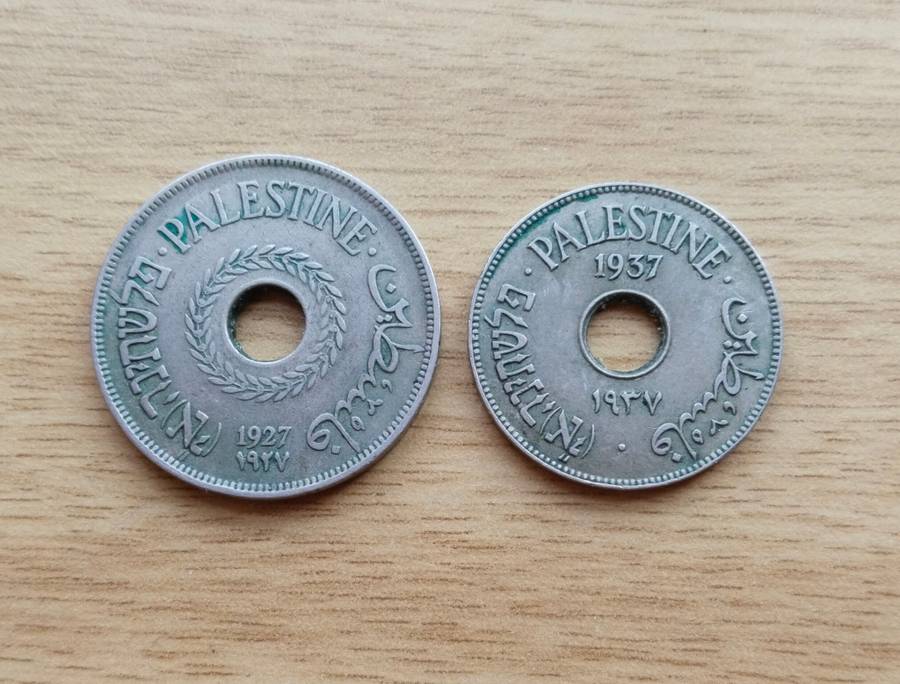 ·PALESTINE·
פלשתינה (א״י)
فلسطين
1927
١٩٢٧
·PALESTINE·
1937
פלשתינה (א״י)
فلسطين
١٩٣٧